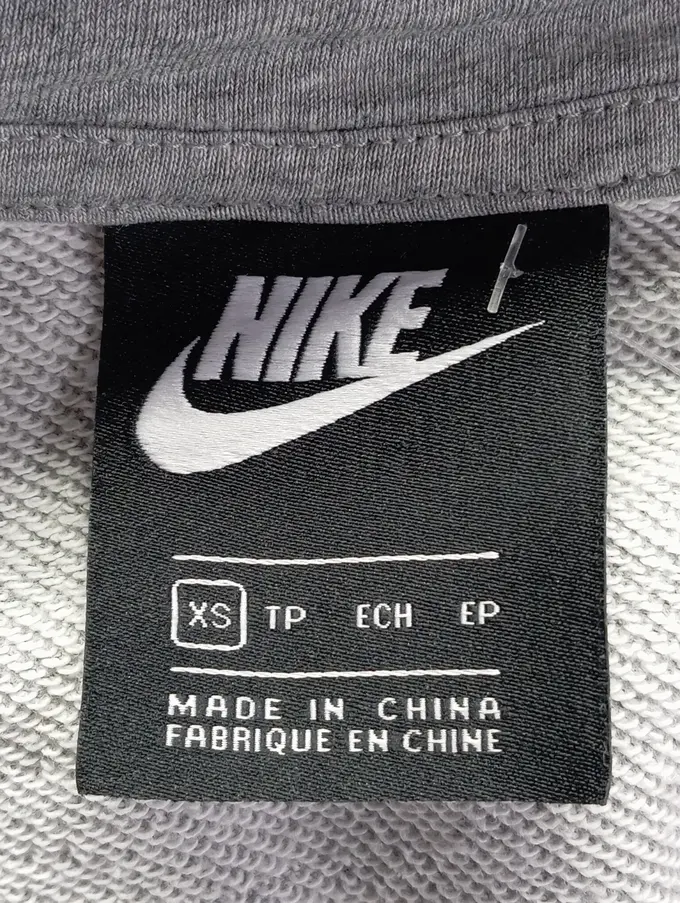 NIKE
XS TP ECH EP
MADE IN CHINA
FABRIQUE EN CHINE